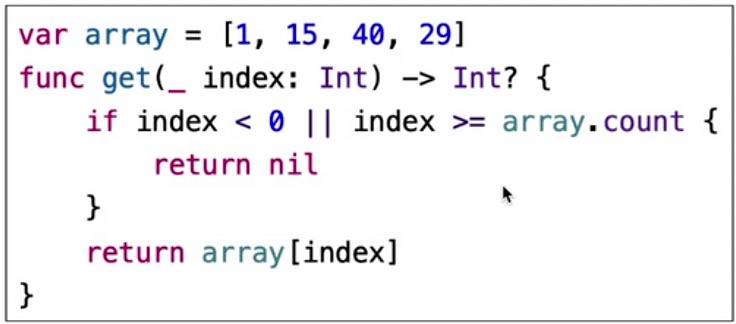 var array = [1, 15, 40, 29]
func get(_ index: Int) -> Int? {
    if index < 0 || index >= array.count {
        return nil
    }
    return array[index]
}